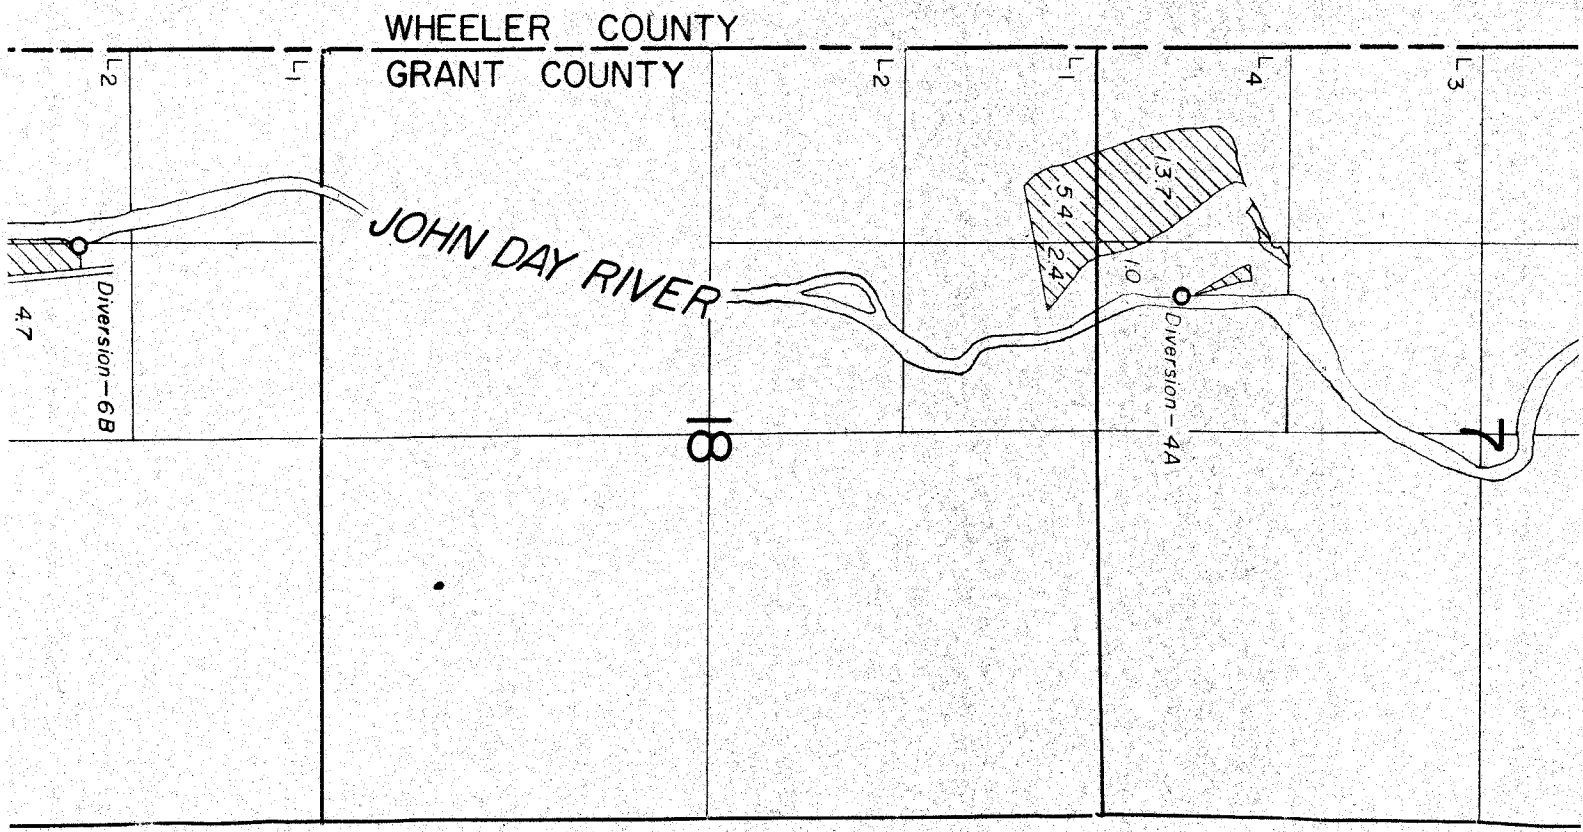 WHEELER COUNTY
GRANT COUNTY
L2
L1
L2
L1
L4
L3
13.7
5.4
2.4
1.0
JOHN DAY RIVER
Diversion-6B
4.7
Diversion-4A
18
7